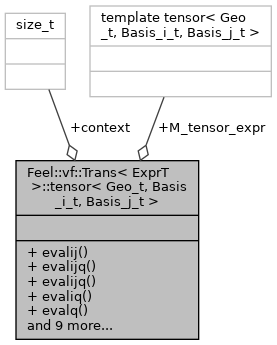 size_t
template tensor< Geo
_t, Basis_i_t, Basis_j_t >
+context
+M_tensor_expr
Feel::vf::Trans< ExprT
 >::tensor< Geo_t, Basis
_i_t, Basis_j_t >
+ evalij()
+ evalijq()
+ evalijq()
+ evaliq()
+ evalq()
and 9 more...